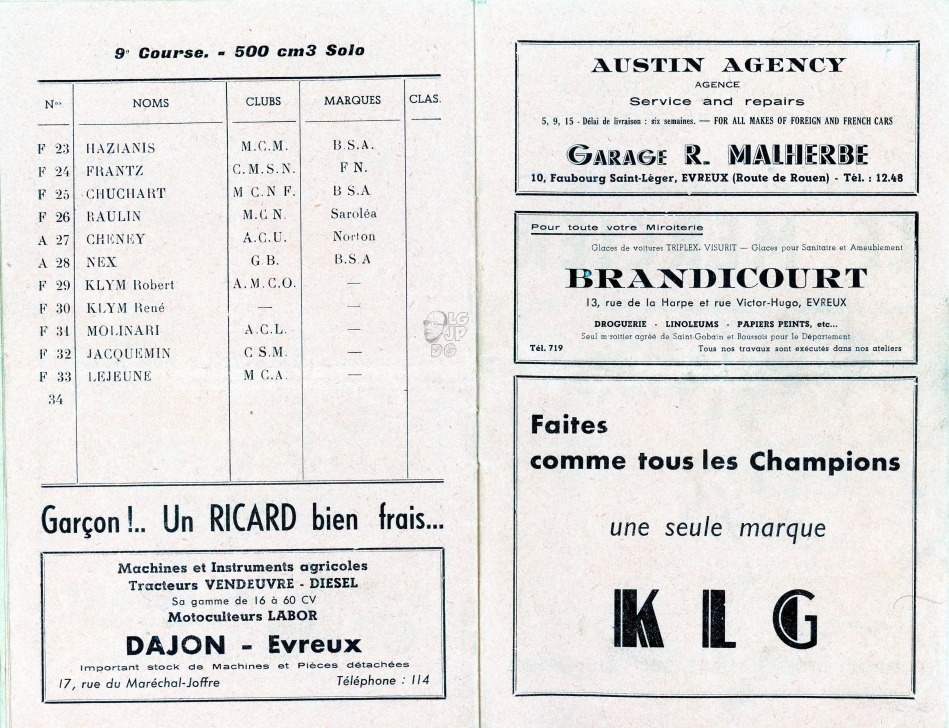 9e Course. - 500 cm3 Solo
Nos NOMS CLUBS MARQUES CLAS.
F 23 HAZIANIS M.C.M. B.S.A.
F 24 FRANTZ C.M.S.N. F N.
F 25 CHUCHART M C.N F. B S.A
F 26 RAULIN M.C N. Saroléa
A 27 CHENEY A.C.U. Norton
A 28 NEX G B. B.S.A
F 29 KLYM Robert A.M.C.O. —
F 30 KLYM René — —
F 31 MOLINARI A.C.L. —
F 32 JACQUEMIN C S.M. —
F 33 LEJEUNE M C.A. —
34
Garçon !.. Un RICARD bien frais...
Machines et Instruments agricoles
Tracteurs VENDEUVRE - DIESEL
Sa gamme de 16 à 60 CV
Motoculteurs LABOR
DAJON - Evreux
Important stock de Machines et Pièces détachées
17, rue du Maréchal-Joffre Téléphone : 114
AUSTIN AGENCY
AGENCE
Service and repairs
5, 9, 15 - Délai de livraison : six semaines. — FOR ALL MAKES OF FOREIGN AND FRENCH CARS
GARAGE R. MALHERBE
10, Faubourg Saint-Léger, EVREUX (Route de Rouen) - Tél. : 12.48
Pour toute votre Miroiterie
Glaces de voitures TRIPLEX, VISURIT — Glaces pour Sanitaire et Ameublement
BRANDICOURT
13, rue de la Harpe et rue Victor-Hugo, EVREUX
DROGUERIE - LINOLEUMS - PAPIERS PEINTS, etc...
Seul miroitier agréé de Saint-Gobain et Boussois pour le Département
Tél. 719 Tous nos travaux sont exécutés dans nos ateliers
Faites
comme tous les Champions
une seule marque
KLG
LG
JP
DG